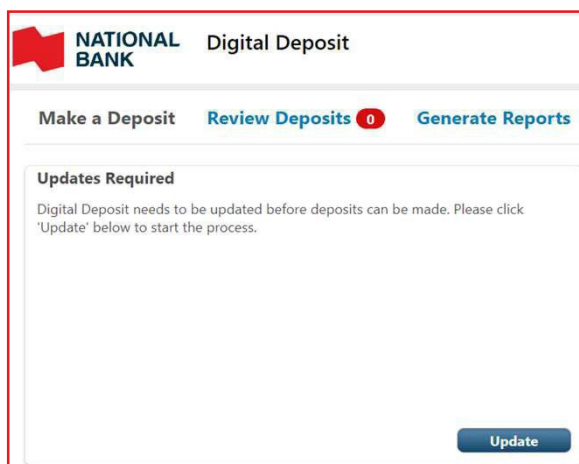 NATIONAL
BANK
Digital Deposit
Make a Deposit Review Deposits 0 Generate Reports
Updates Required
Digital Deposit needs to be updated before deposits can be made. Please click
'Update' below to start the process.
Update